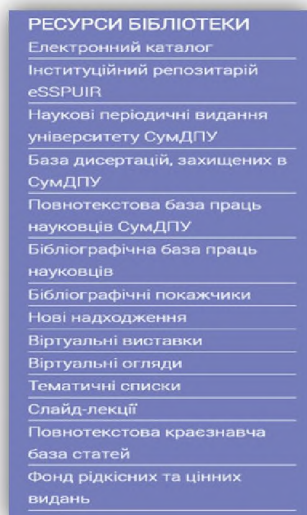 РЕСУРСИ БІБЛІОТЕКИ
Електронний каталог
Інституційний репозитарій
eSSPUIR
Наукові періодичні видання
університету СумДПУ
База дисертацій, захищених в
СумДПУ
Повнотекстова база праць
науковців СумДПУ
Бібліографічна база праць
науковців
Бібліографічні покажчики
Нові надходження
Віртуальні виставки
Віртуальні огляди
Тематичні списки
Слайд-лекції
Повнотекстова краєзнавча
база статей
Фонд рідкісних та цінних
видань